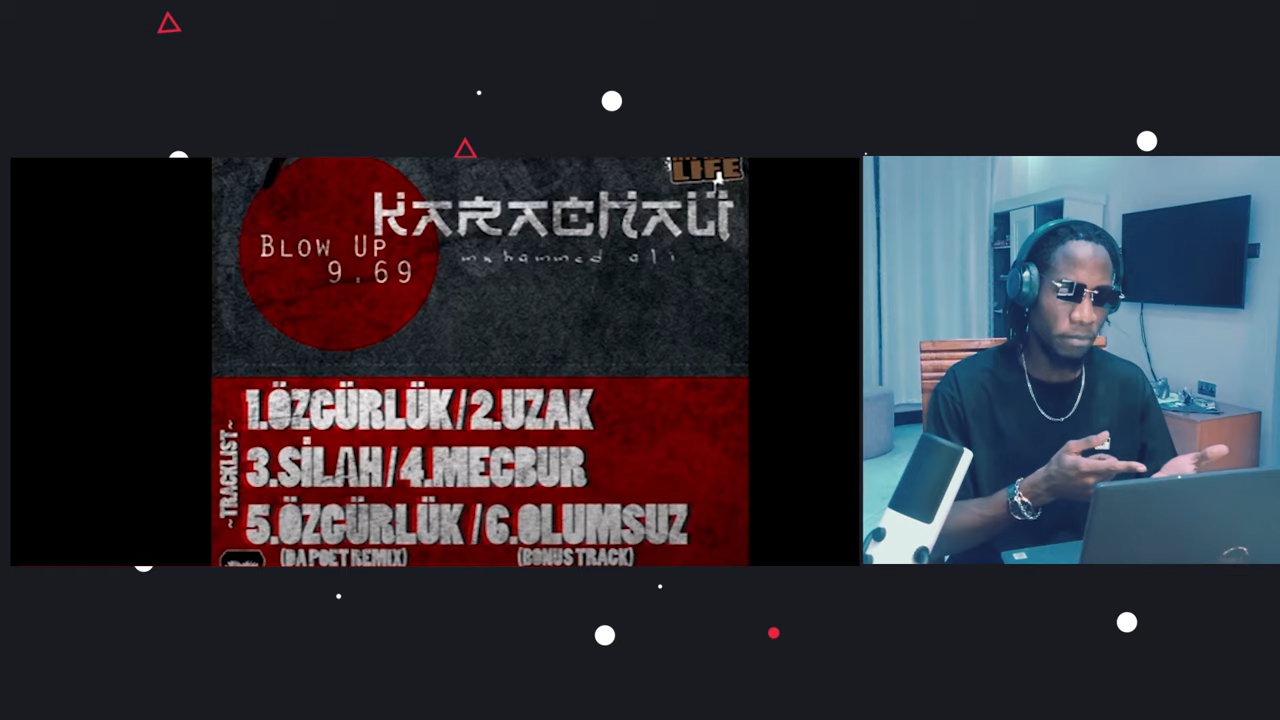 LIFE
KARACHALI
muhammed ali
BLOW UP
9.69
~TRACKLIST~
1.ÖZGÜRLÜK/2.UZAK
3.SİLAH/4.MECBUR
5.ÖZGÜRLÜK/6.OLUMSUZ
(DA POET REMIX) (BONUS TRACK)